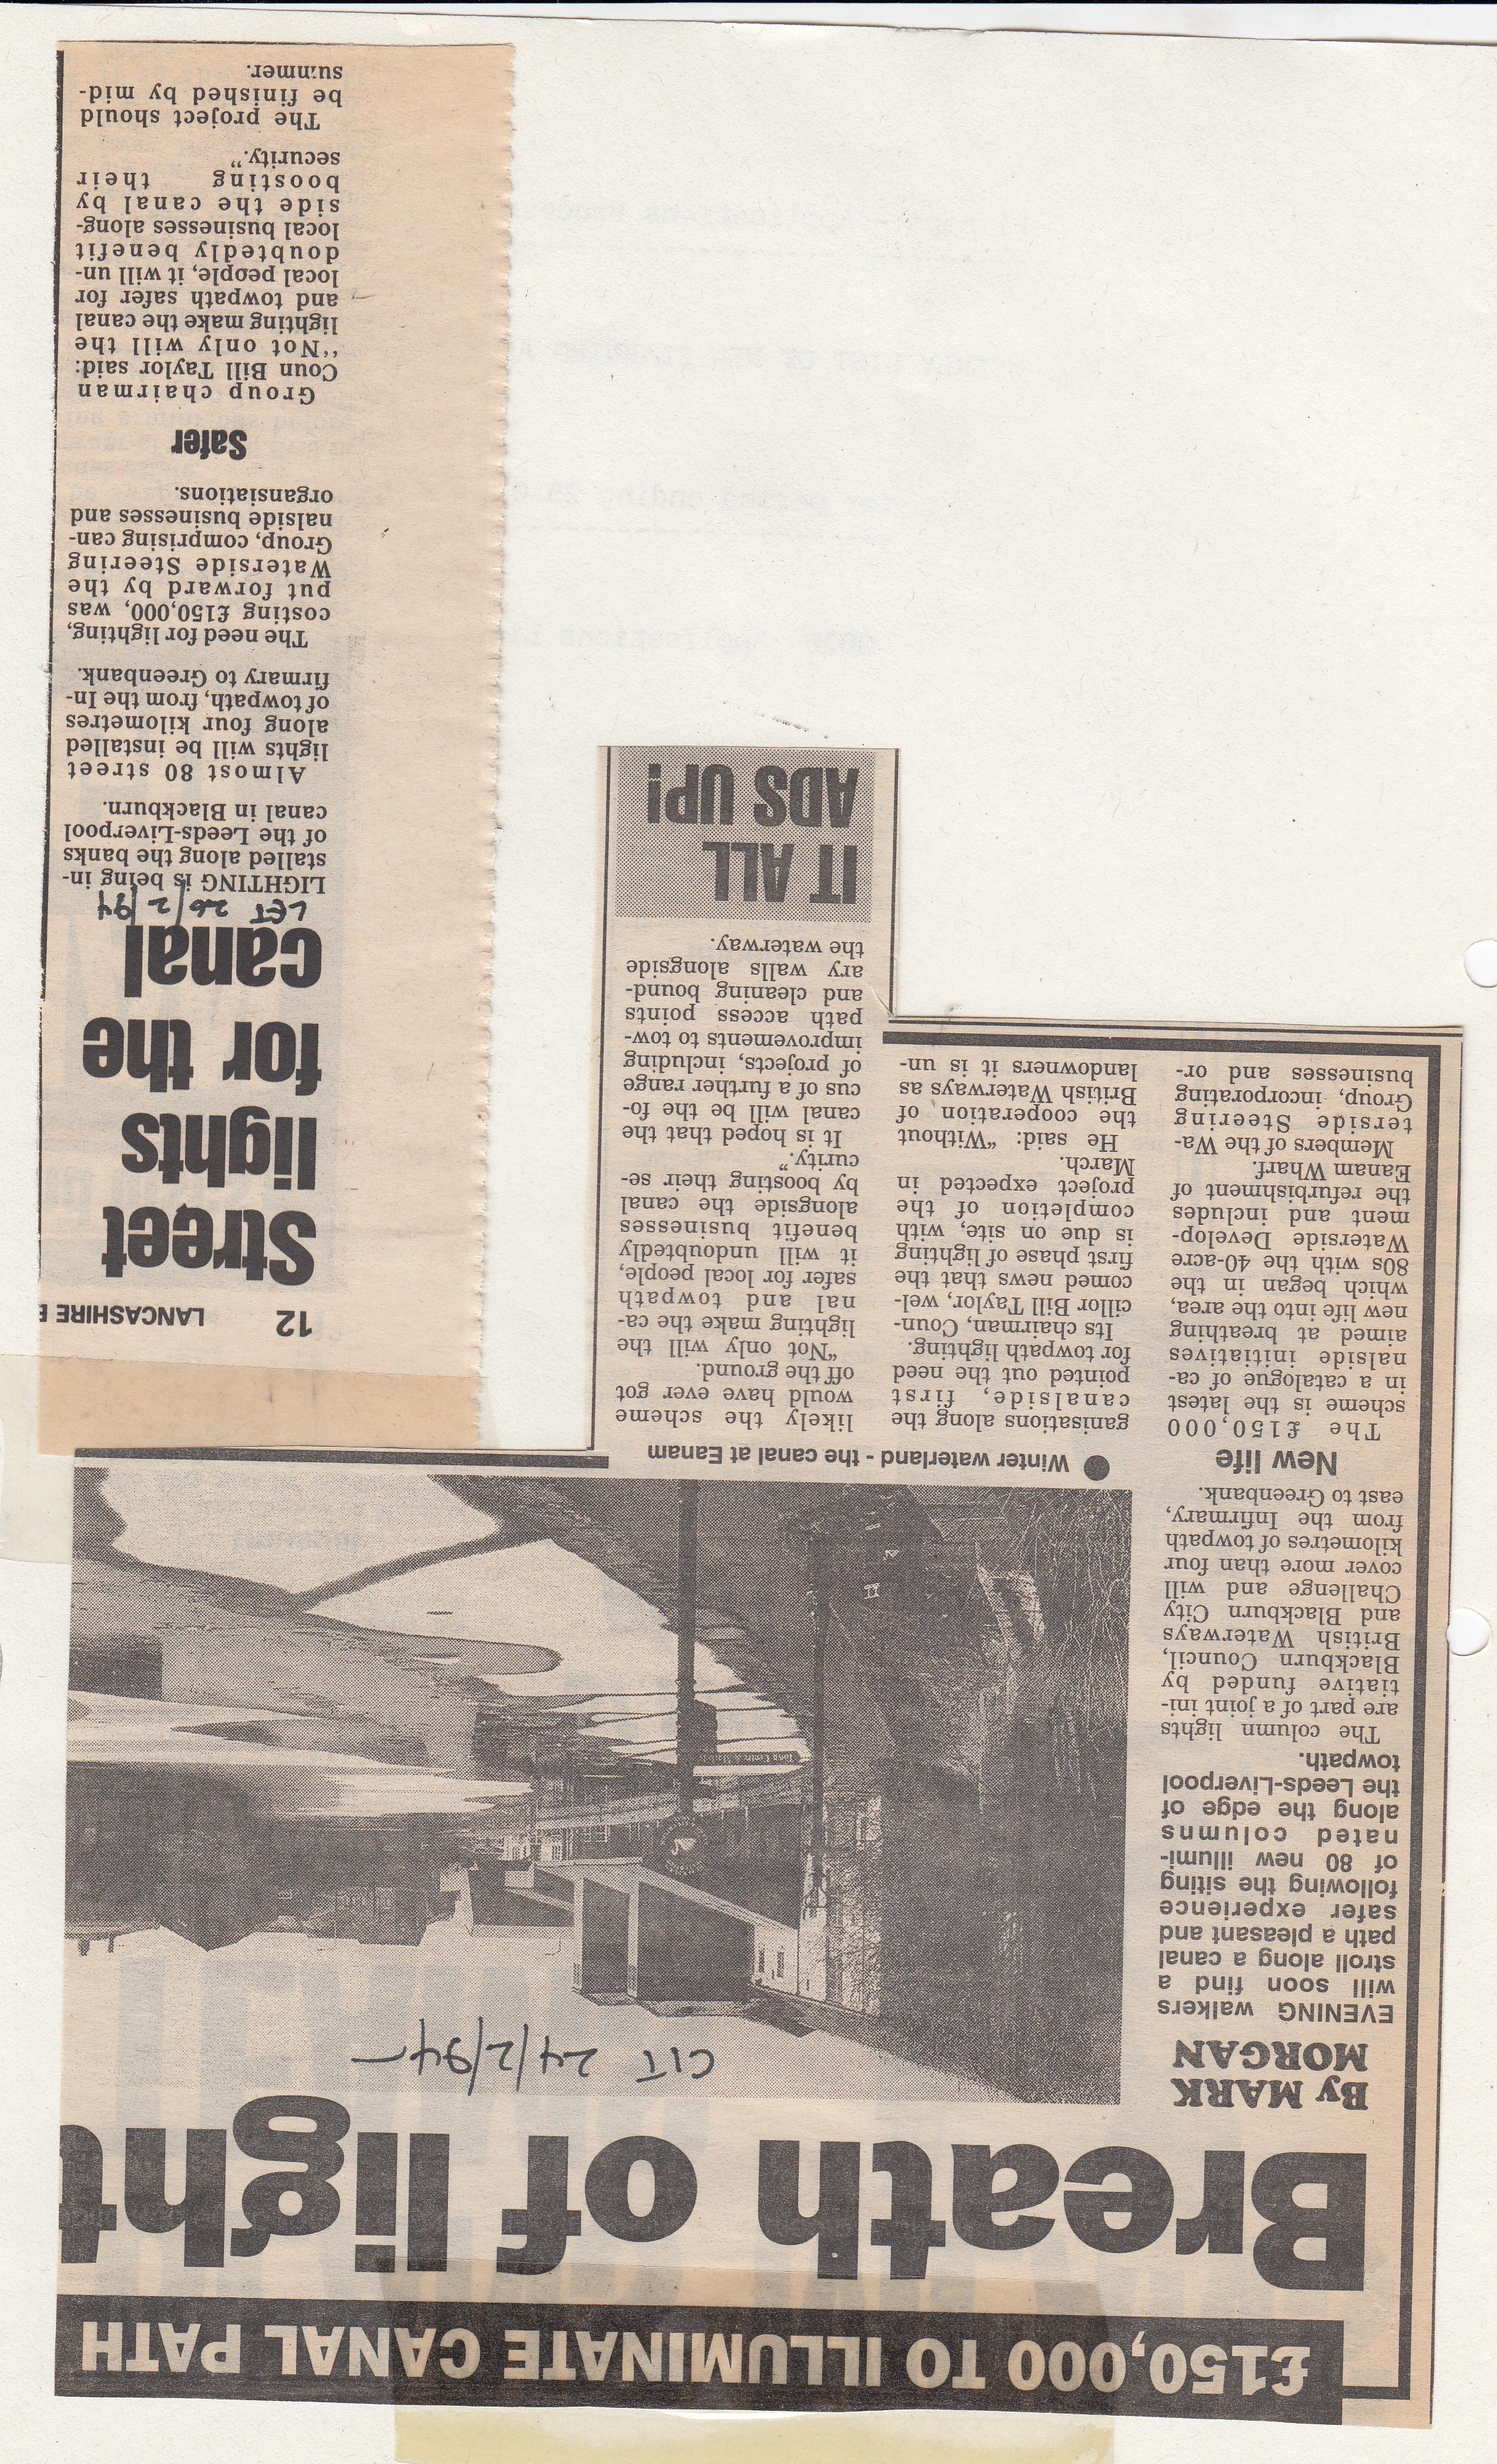 £150,000 TO ILLUMINATE CANAL PATH
Breath of light
By MARK
MORGAN
EVENING walkers
will soon find a
stroll along a canal
path a pleasant and
safer experience
following the siting
of 80 new illumi-
nated columns
along the edge of
the Leeds-Liverpool
towpath.
The column lights
are part of a joint ini-
tiative funded by
Blackburn Council,
British Waterways
and Blackburn City
Challenge and will
cover more than four
kilometres of towpath
from the Infirmary,
east to Greenbank.
New life
The £150,000
scheme is the latest
in a catalogue of ca-
nalside initiatives
aimed at breathing
new life into the area,
which began in the
80s with the 40-acre
Waterside Develop-
ment and includes
the refurbishment of
Eanam Wharf.
Members of the Wa-
terside Steering
Group, incorporating
businesses and or-
CIT 24/2/94
Winter waterland - the canal at Eanam
ganisations along the
canalside, first
pointed out the need
for towpath lighting.
Its chairman, Coun-
cillor Bill Taylor, wel-
comed news that the
first phase of lighting
is due on site, with
completion of the
project expected in
March.
He said: “Without
the cooperation of
British Waterways as
landowners it is un-
likely the scheme
would have ever got
off the ground.
“Not only will the
lighting make the ca-
nal and towpath
safer for local people,
it will undoubtedly
benefit businesses
alongside the canal
by boosting their se-
curity.”
It is hoped that the
canal will be the fo-
cus of a further range
of projects, including
improvements to tow-
path access points
and cleaning bound-
ary walls alongside
the waterway.
IT ALL
ADS UP!
12 LANCASHIRE E
Street
lights
for the
canal
LET 26/2/94
LIGHTING is being in-
stalled along the banks
of the Leeds-Liverpool
canal in Blackburn.
Almost 80 street
lights will be installed
along four kilometres
of towpath, from the In-
firmary to Greenbank.
The need for lighting,
costing £150,000, was
put forward by the
Waterside Steering
Group, comprising can-
nalside businesses and
organsiations.
Safer
Group chairman
Coun Bill Taylor said:
“Not only will the
lighting make the canal
and towpath safer for
local people, it will un-
doubtedly benefit
local businesses along-
side the canal by
boosting their
security.”
The project should
be finished by mid-
summer.